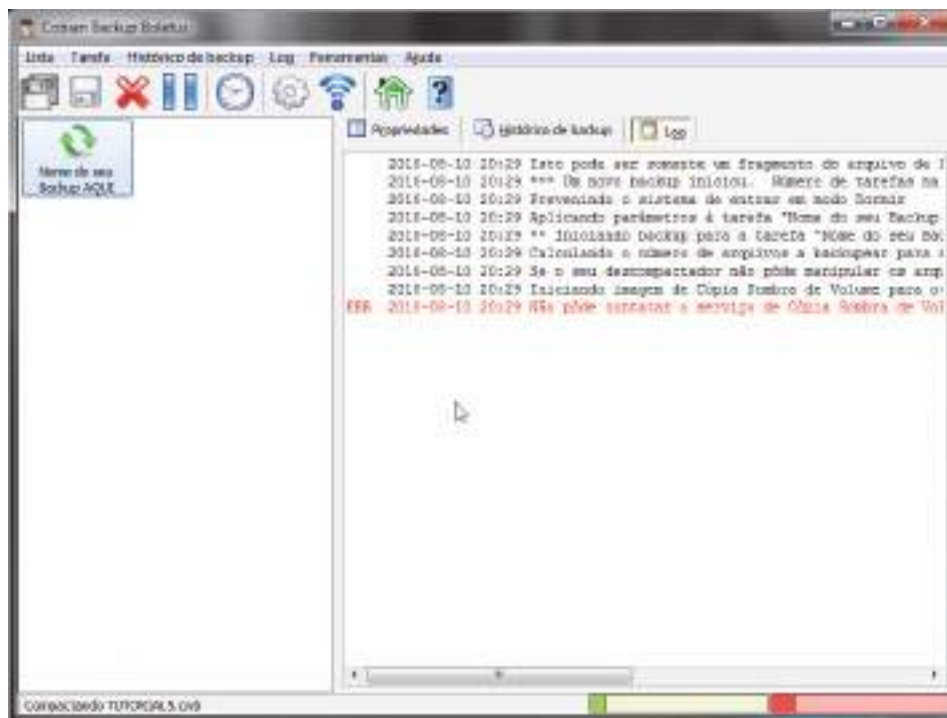 Cobian Backup Boletus
Lista Tarefa Histórico de backup Log Ferramentas Ajuda
Nome do seu
Backup AQUI
Propriedades Histórico de backup Log
2016-08-10 20:29 Isto pode ser somente um fragmento do arquivo de
2016-08-10 20:29 *** Um novo backup iniciou. Número de tarefas na
2016-08-10 20:29 Prevenindo o sistema de entrar em modo Dormir
2016-08-10 20:29 Aplicando parâmetros à tarefa "Nome do seu Backup
2016-08-10 20:29 ** Iniciando backup para a tarefa "Nome do seu Bac
2016-08-10 20:29 Calculando o número de arquivos a backupear para
2016-08-10 20:29 Se o seu descompactador não pôde manipular os arq
2016-08-10 20:29 Iniciando imagem de Cópia Sombra de Volume para o
ERR 2016-08-10 20:29 Não pôde contatar o serviço de Cópia Sombra de Vol
Compactando TUTORIALS.cnb